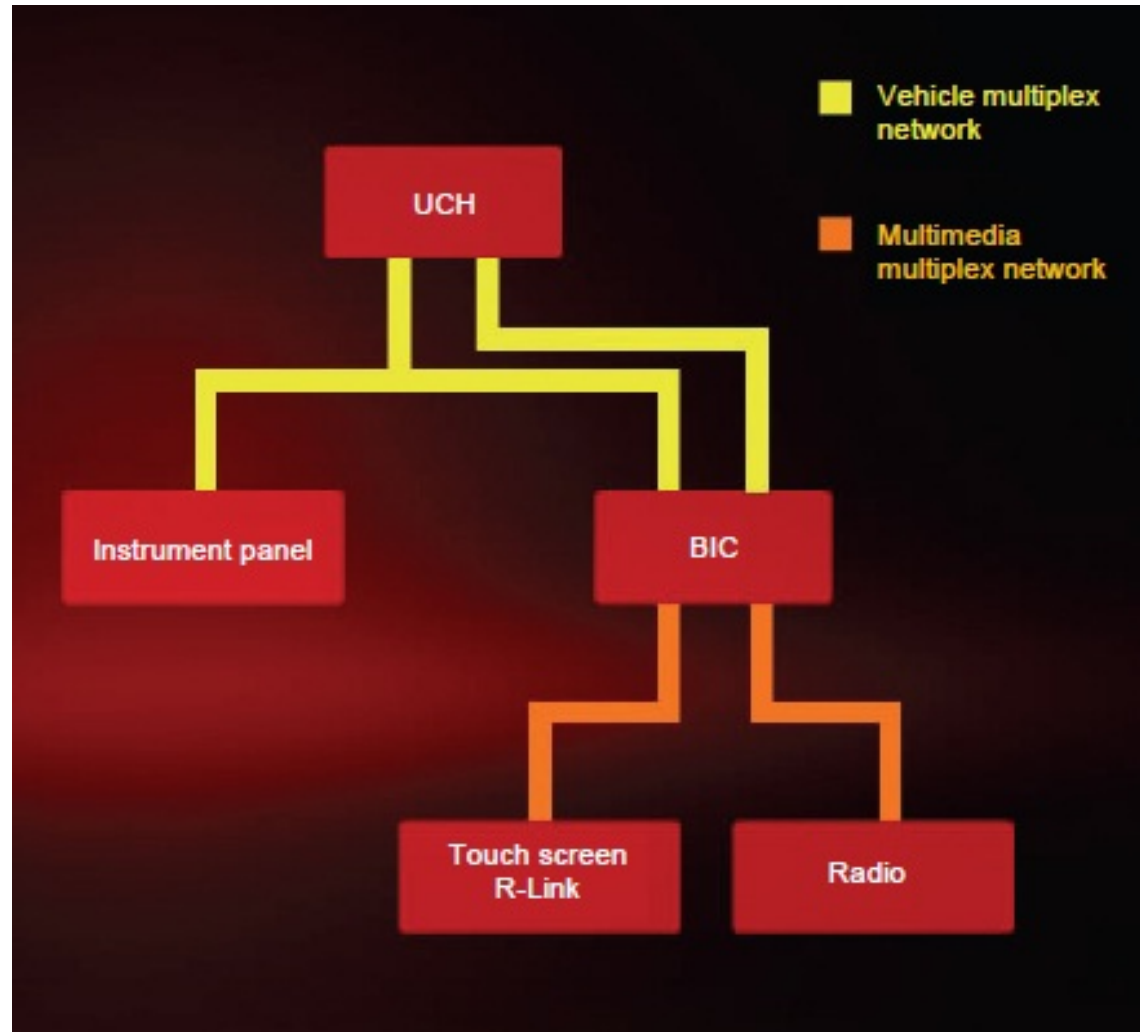 Vehicle multiplex
network
UCH
Multimedia
multiplex network
Instrument panel
BIC
Touch screen
R-Link
Radio